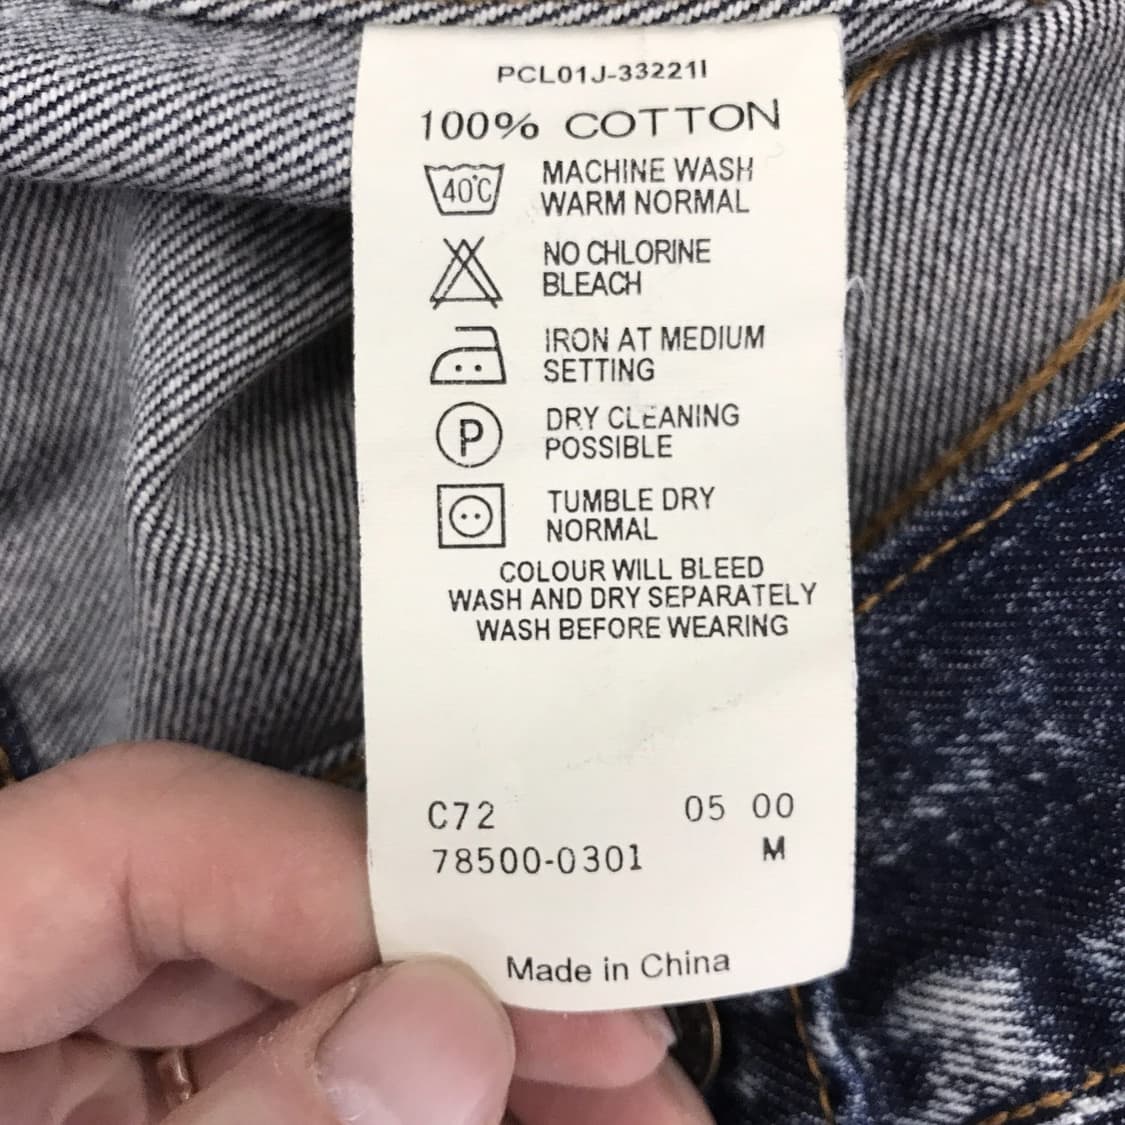 PCL01J-33221I
100% COTTON
40°C MACHINE WASH
WARM NORMAL
NO CHLORINE
BLEACH
IRON AT MEDIUM
SETTING
P DRY CLEANING
POSSIBLE
TUMBLE DRY
NORMAL
COLOUR WILL BLEED
WASH AND DRY SEPARATELY
WASH BEFORE WEARING
C72 05 00
78500-0301 M
Made in China